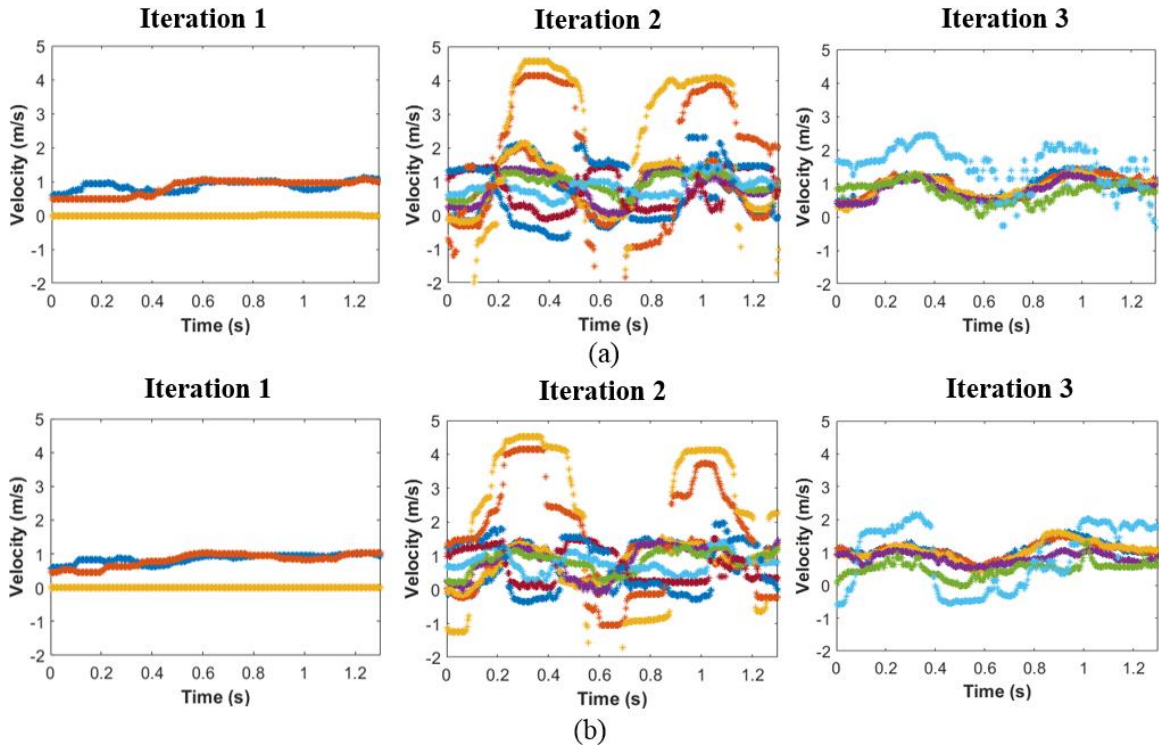 Iteration 1 Iteration 2 Iteration 3
5 5 5
4 4 4
3 3 3
2 2 2
1 1 1
0 0 0
-1 -1 -1
-2 -2 -2
Velocity (m/s) Velocity (m/s) Velocity (m/s)
0 0.2 0.4 0.6 0.8 1 1.2 0 0.2 0.4 0.6 0.8 1 1.2 0 0.2 0.4 0.6 0.8 1 1.2
Time (s) Time (s) Time (s)
(a)
Iteration 1 Iteration 2 Iteration 3
5 5 5
4 4 4
3 3 3
2 2 2
1 1 1
0 0 0
-1 -1 -1
-2 -2 -2
Velocity (m/s) Velocity (m/s) Velocity (m/s)
0 0.2 0.4 0.6 0.8 1 1.2 0 0.2 0.4 0.6 0.8 1 1.2 0 0.2 0.4 0.6 0.8 1 1.2
Time (s) Time (s) Time (s)
(b)